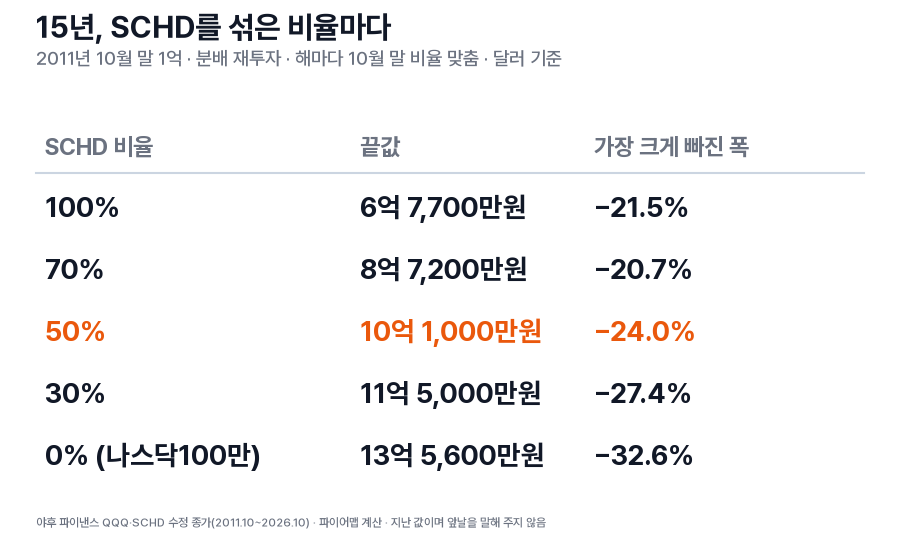 15년, SCHD를 섞은 비율마다
2011년 10월 말 1억 · 분배 재투자 · 해마다 10월 말 비율 맞춤 · 달러 기준
SCHD 비율 끝값 가장 크게 빠진 폭
100% 6억 7,700만원 −21.5%
70% 8억 7,200만원 −20.7%
50% 10억 1,000만원 −24.0%
30% 11억 5,000만원 −27.4%
0% (나스닥100만) 13억 5,600만원 −32.6%
야후 파이낸스 QQQ·SCHD 수정 종가(2011.10~2026.10) · 파이어맵 계산 · 지난 값이며 앞날을 말해 주지 않음